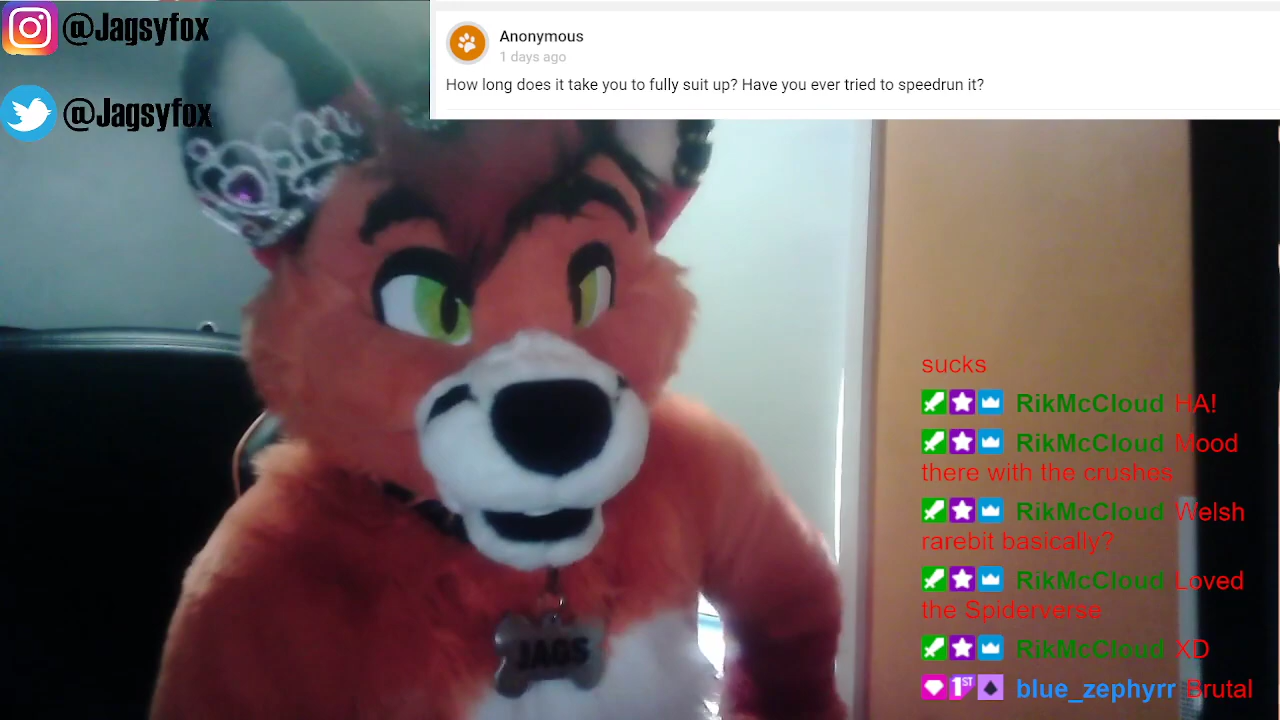 @Jagsyfox
@Jagsyfox
Anonymous
1 days ago
How long does it take you to fully suit up? Have you ever tried to speedrun it?
JAGS
sucks
RikMcCloud HA!
RikMcCloud Mood
there with the crushes
RikMcCloud Welsh
rarebit basically?
RikMcCloud Loved
the Spiderverse
RikMcCloud XD
1ST blue_zephyrr Brutal